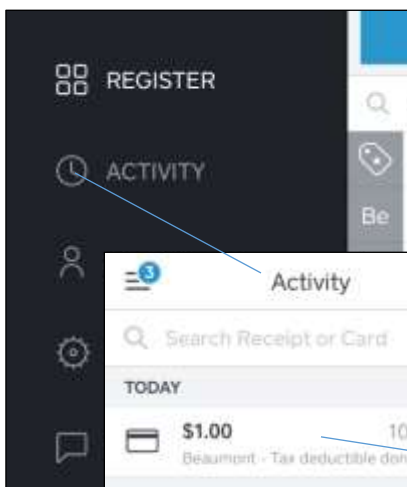 REGISTER
ACTIVITY
Be
3
Activity
Search Receipt or Card
TODAY
$1.00
10
Beaumont - Tax deductible don